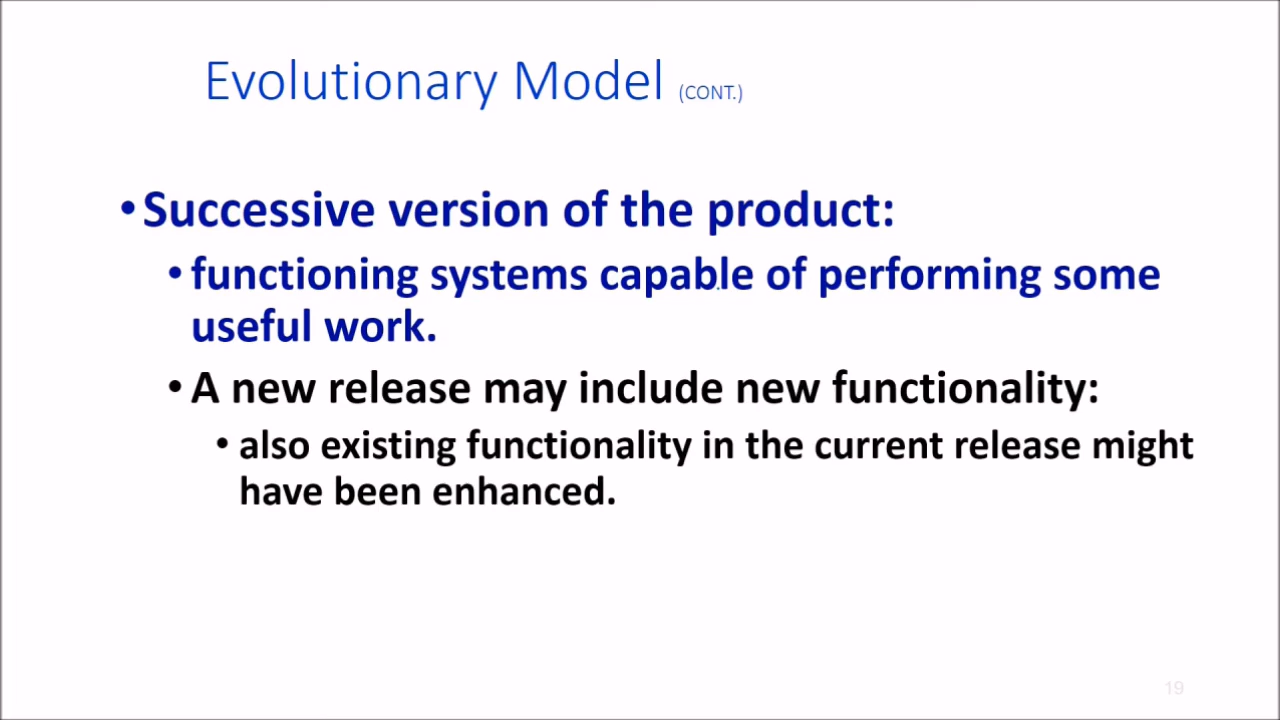 Evolutionary Model (CONT.)
•Successive version of the product:
•functioning systems capable of performing some
useful work.
•A new release may include new functionality:
•also existing functionality in the current release might
have been enhanced.
19